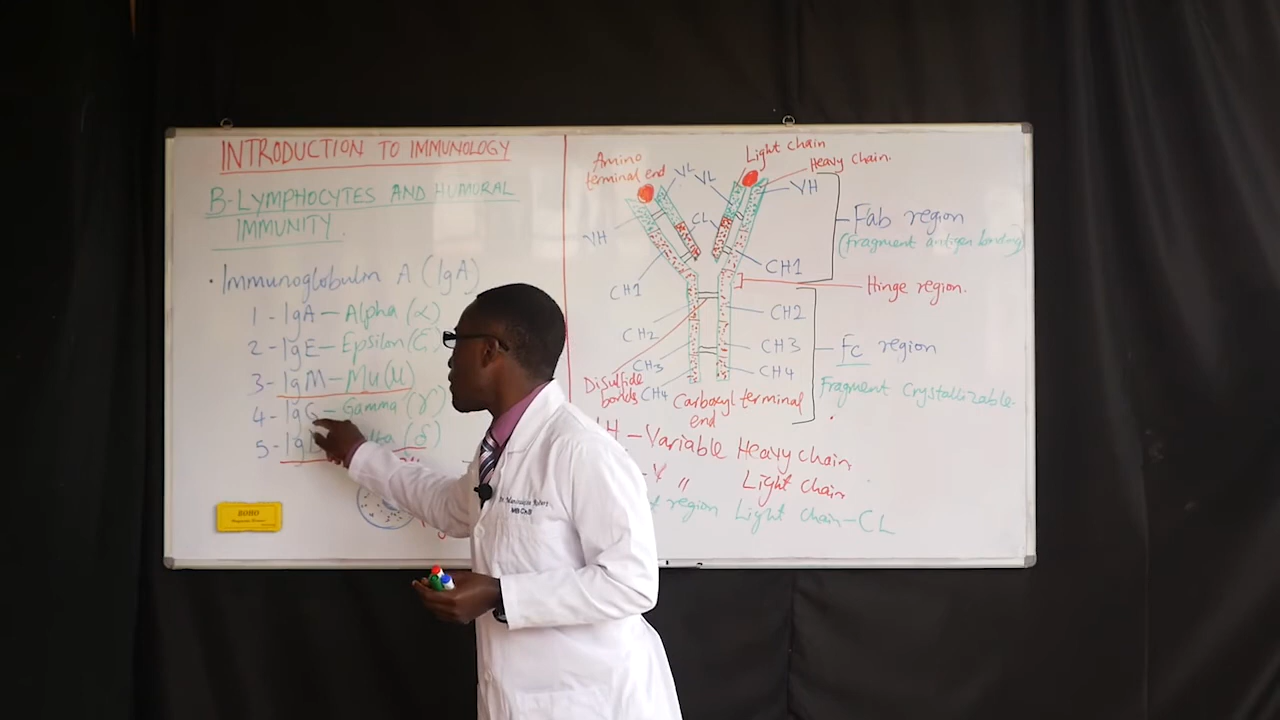 INTRODUCTION TO IMMUNOLOGY
B-LYMPHOCYTES AND HUMORAL
IMMUNITY.
• Immunoglobulin A (IgA)
1 - IgA – Alpha (α)
2 - IgE – Epsilon (ε)
3 - IgM – Mu (μ)
4 - IgG – Gamma (γ)
5 - Ig (δ)
BOHO
Amino
terminal end
VL
VL
Light chain
Heavy chain.
VH
VH
CL
CH1
CH1
CH2
CH2
CH3
CH3
CH4
CH4
Fab region
(fragment antigen binding)
Hinge region.
Fc region
Fragment Crystallizable.
Disulfide
bonds
Carboxyl terminal
end
H – Variable Heavy chain
" Light chain
region Light chain – CL
MBChB